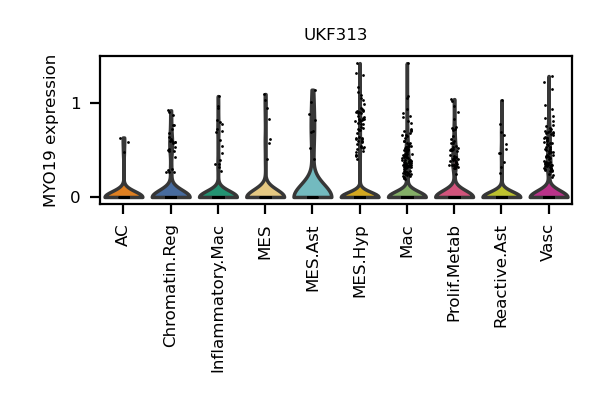 UKF313
MYO19 expression
1
0
AC
Chromatin.Reg
Inflammatory.Mac
MES
MES.Ast
MES.Hyp
Mac
Prolif.Metab
Reactive.Ast
Vasc